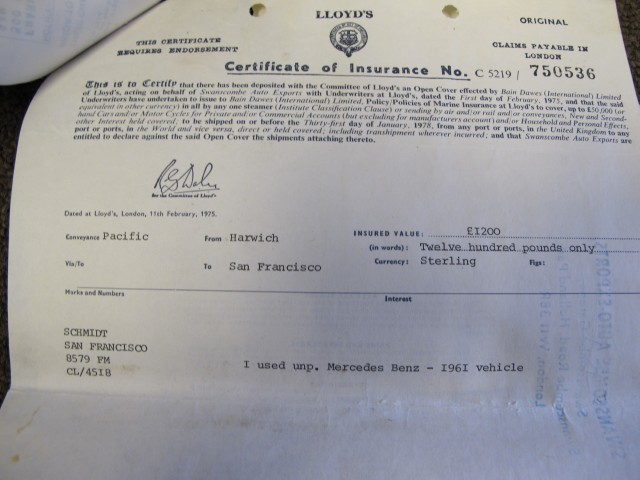 LLOYD'S
ORIGINAL
THIS CERTIFICATE
REQUIRES ENDORSEMENT
CLAIMS PAYABLE IN
LONDON
Certificate of Insurance No. C 5219 / 750536
This is to Certify that there has been deposited with the Committee of Lloyd's an Open Cover effected by Bain Dawes (International) Limited
of Lloyd's, acting on behalf of Swanscombe Auto Exports with Underwriters at Lloyd's, dated the First day of February, 1975, and that the said
Underwriters have undertaken to issue to Bain Dawes (International) Limited, Policy/Policies of Marine Insurance at Lloyd's to cover, up to $50,000 (or
equivalent in other currency) in all by any one steamer (Institute Classification Clause) or sending by air and/or rail and/or conveyances, New and Second-
hand Cars and/or Motor Cycles for Private and/or Commercial Accounts (but excluding for manufacturers account) and/or Household and Personal Effects,
other Interest held covered; to be shipped on or before the Thirty-first day of January, 1978, from any port or ports, in the United Kingdom to any
port or ports, in the World and vice versa, direct or held covered; including transhipment wherever incurred; and that Swanscombe Auto Exports are
entitled to declare against the said Open Cover the shipments attaching thereto.
for the Committee of Lloyd's
Dated at Lloyd's, London, 11th February, 1975.
Conveyance Pacific From Harwich INSURED VALUE: £I200
(in words): Twelve hundred pounds only
Via/To To San Francisco Currency: Sterling Figs:
Marks and Numbers Interest
SCHMIDT
SAN FRANCISCO
8579 FM
CL/45I8
I used unp. Mercedes Benz - I96I vehicle